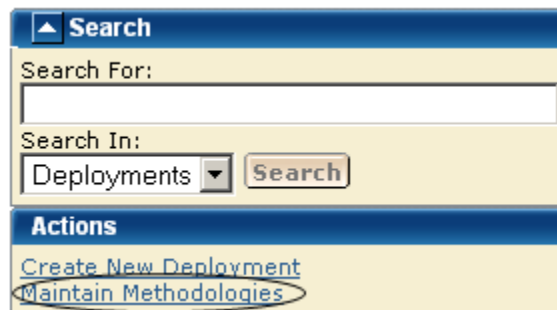 Search
Search For:
Search In:
Deployments Search
Actions
Create New Deployment
Maintain Methodologies